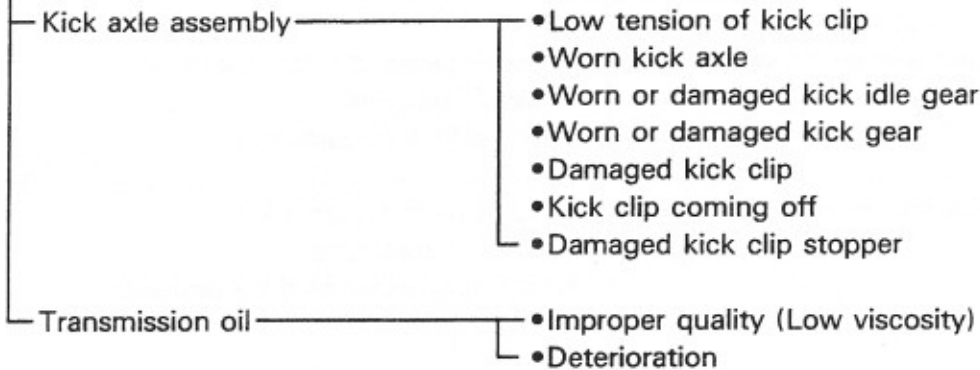 Kick axle assembly
•Low tension of kick clip
•Worn kick axle
•Worn or damaged kick idle gear
•Worn or damaged kick gear
•Damaged kick clip
•Kick clip coming off
•Damaged kick clip stopper
Transmission oil
•Improper quality (Low viscosity)
•Deterioration